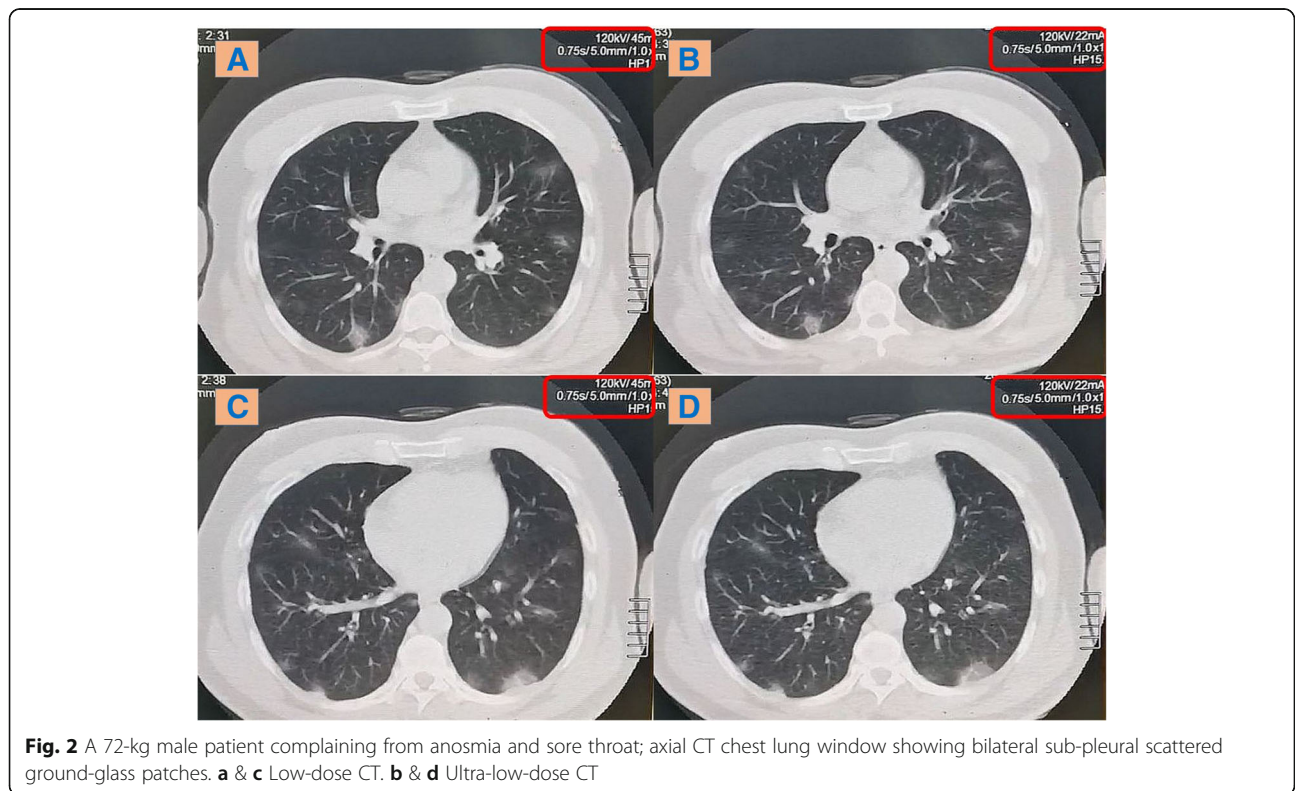 : 2:31
A
120kV/45m
0.75s/5.0mm/1.0x
HP1
B
120kV/22mA
0.75s/5.0mm/1.0x1
HP15.
2:38
C
120kV/45m
0.75s/5.0mm/1.0x
HP1
D
120kV/22mA
0.75s/5.0mm/1.0x1
HP15.
Fig. 2 A 72-kg male patient complaining from anosmia and sore throat; axial CT chest lung window showing bilateral sub-pleural scattered
ground-glass patches. a & c Low-dose CT. b & d Ultra-low-dose CT